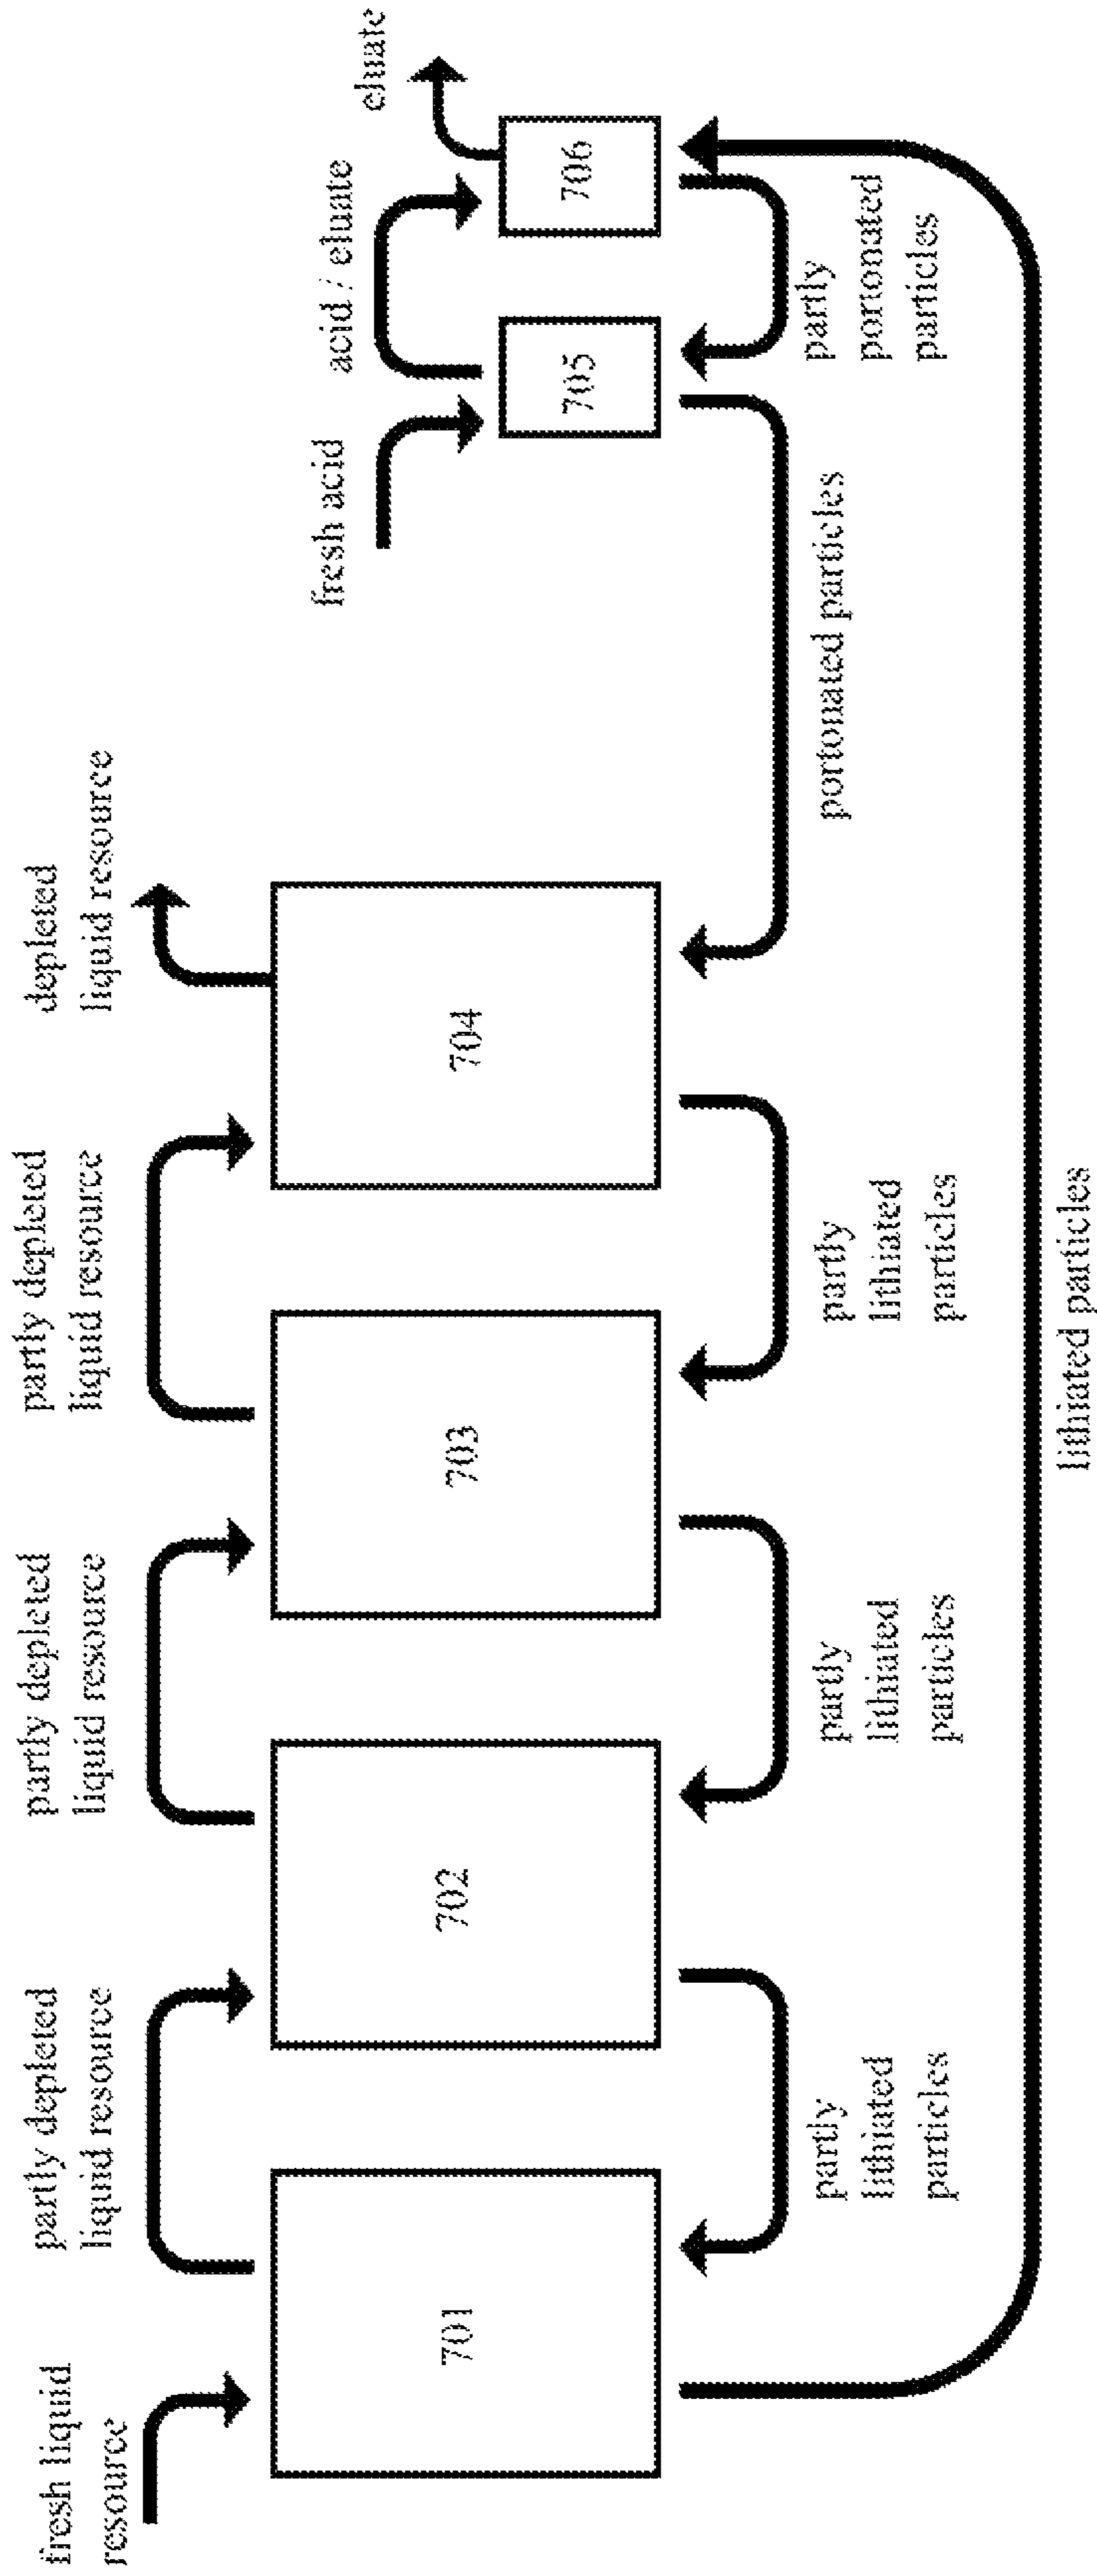 fresh liquid
resource
partly depleted
liquid resource
partly depleted
liquid resource
partly depleted
liquid resource
depleted
liquid resource
fresh acid
acid / eluate
eluate
701
702
703
704
705
706
partly
lithiated
particles
partly
lithiated
particles
partly
lithiated
particles
portonated particles
partly
portonated
particles
lithiated particles